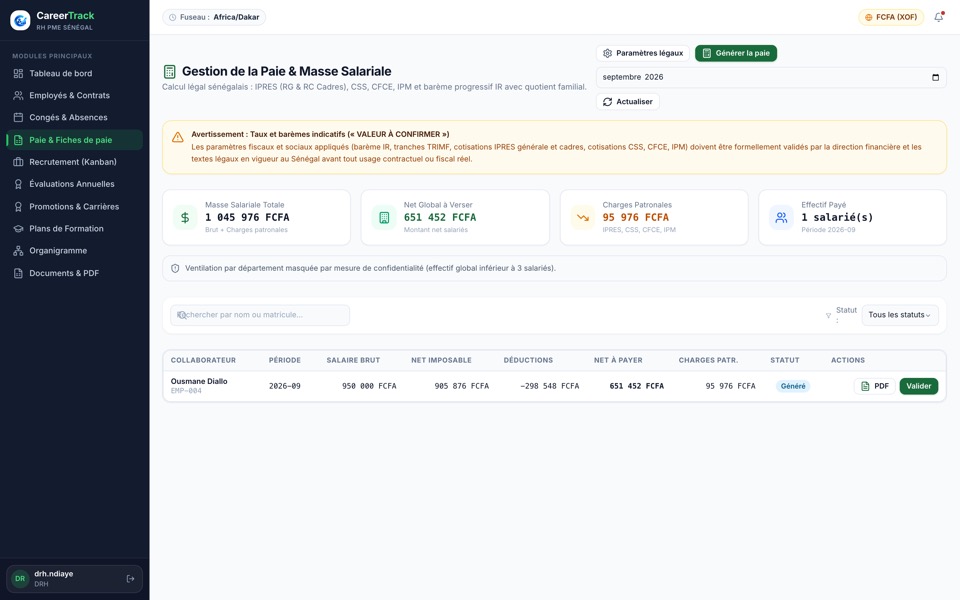 CareerTrack
RH PME SÉNÉGAL
MODULES PRINCIPAUX
Tableau de bord
Employés & Contrats
Congés & Absences
Paie & Fiches de paie
Recrutement (Kanban)
Évaluations Annuelles
Promotions & Carrières
Plans de Formation
Organigramme
Documents & PDF
DR
drh.ndiaye
DRH
Fuseau : Africa/Dakar
FCFA (XOF)
Gestion de la Paie & Masse Salariale
Calcul légal sénégalais : IPRES (RG & RC Cadres), CSS, CFCE, IPM et barème progressif IR avec quotient familial.
Paramètres légaux
Générer la paie
septembre 2026
Actualiser
Avertissement : Taux et barèmes indicatifs (« VALEUR À CONFIRMER »)
Les paramètres fiscaux et sociaux appliqués (barème IR, tranches TRIMF, cotisations IPRES générale et cadres, cotisations CSS, CFCE, IPM) doivent être formellement validés par la direction financière et les
textes légaux en vigueur au Sénégal avant tout usage contractuel ou fiscal réel.
Masse Salariale Totale
1 045 976 FCFA
Brut + Charges patronales
Net Global à Verser
651 452 FCFA
Montant net salariés
Charges Patronales
95 976 FCFA
IPRES, CSS, CFCE, IPM
Effectif Payé
1 salarié(s)
Période 2026-09
Ventilation par département masquée par mesure de confidentialité (effectif global inférieur à 3 salariés).
Rechercher par nom ou matricule...
Statut :
Tous les statuts
COLLABORATEUR PÉRIODE SALAIRE BRUT NET IMPOSABLE DÉDUCTIONS NET À PAYER CHARGES PATR. STATUT ACTIONS
Ousmane Diallo
EMP-004
2026-09 950 000 FCFA 905 876 FCFA -298 548 FCFA 651 452 FCFA 95 976 FCFA Généré PDF Valider